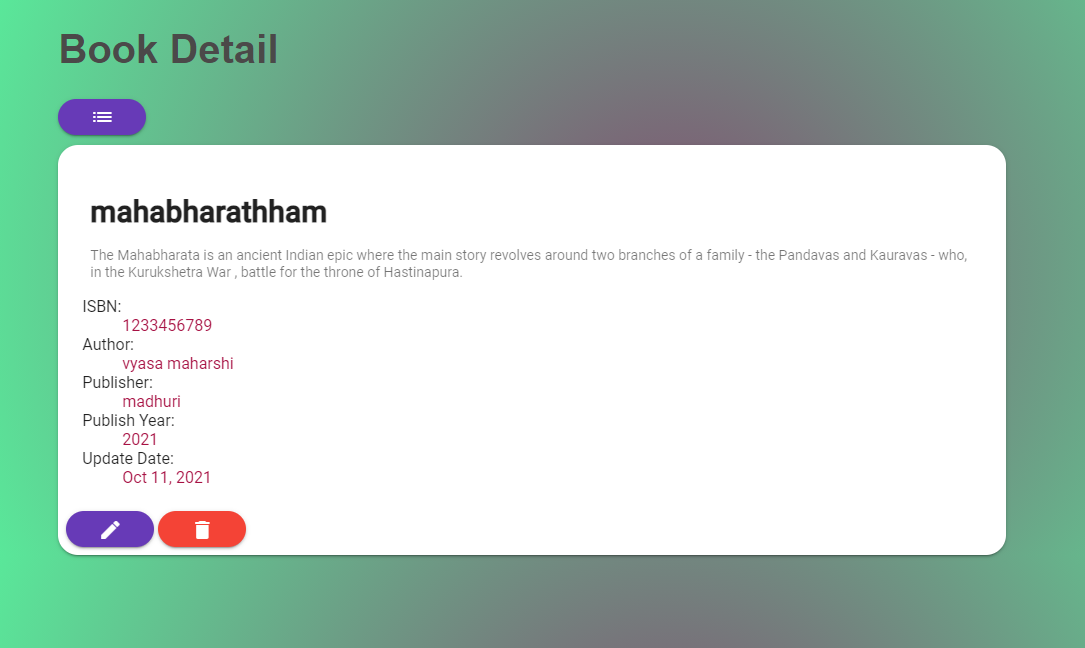 Book Detail
mahabharathham
The Mahabharata is an ancient Indian epic where the main story revolves around two branches of a family - the Pandavas and Kauravas - who,
in the Kurukshetra War , battle for the throne of Hastinapura.
ISBN:
1233456789
Author:
vyasa maharshi
Publisher:
madhuri
Publish Year:
2021
Update Date:
Oct 11, 2021